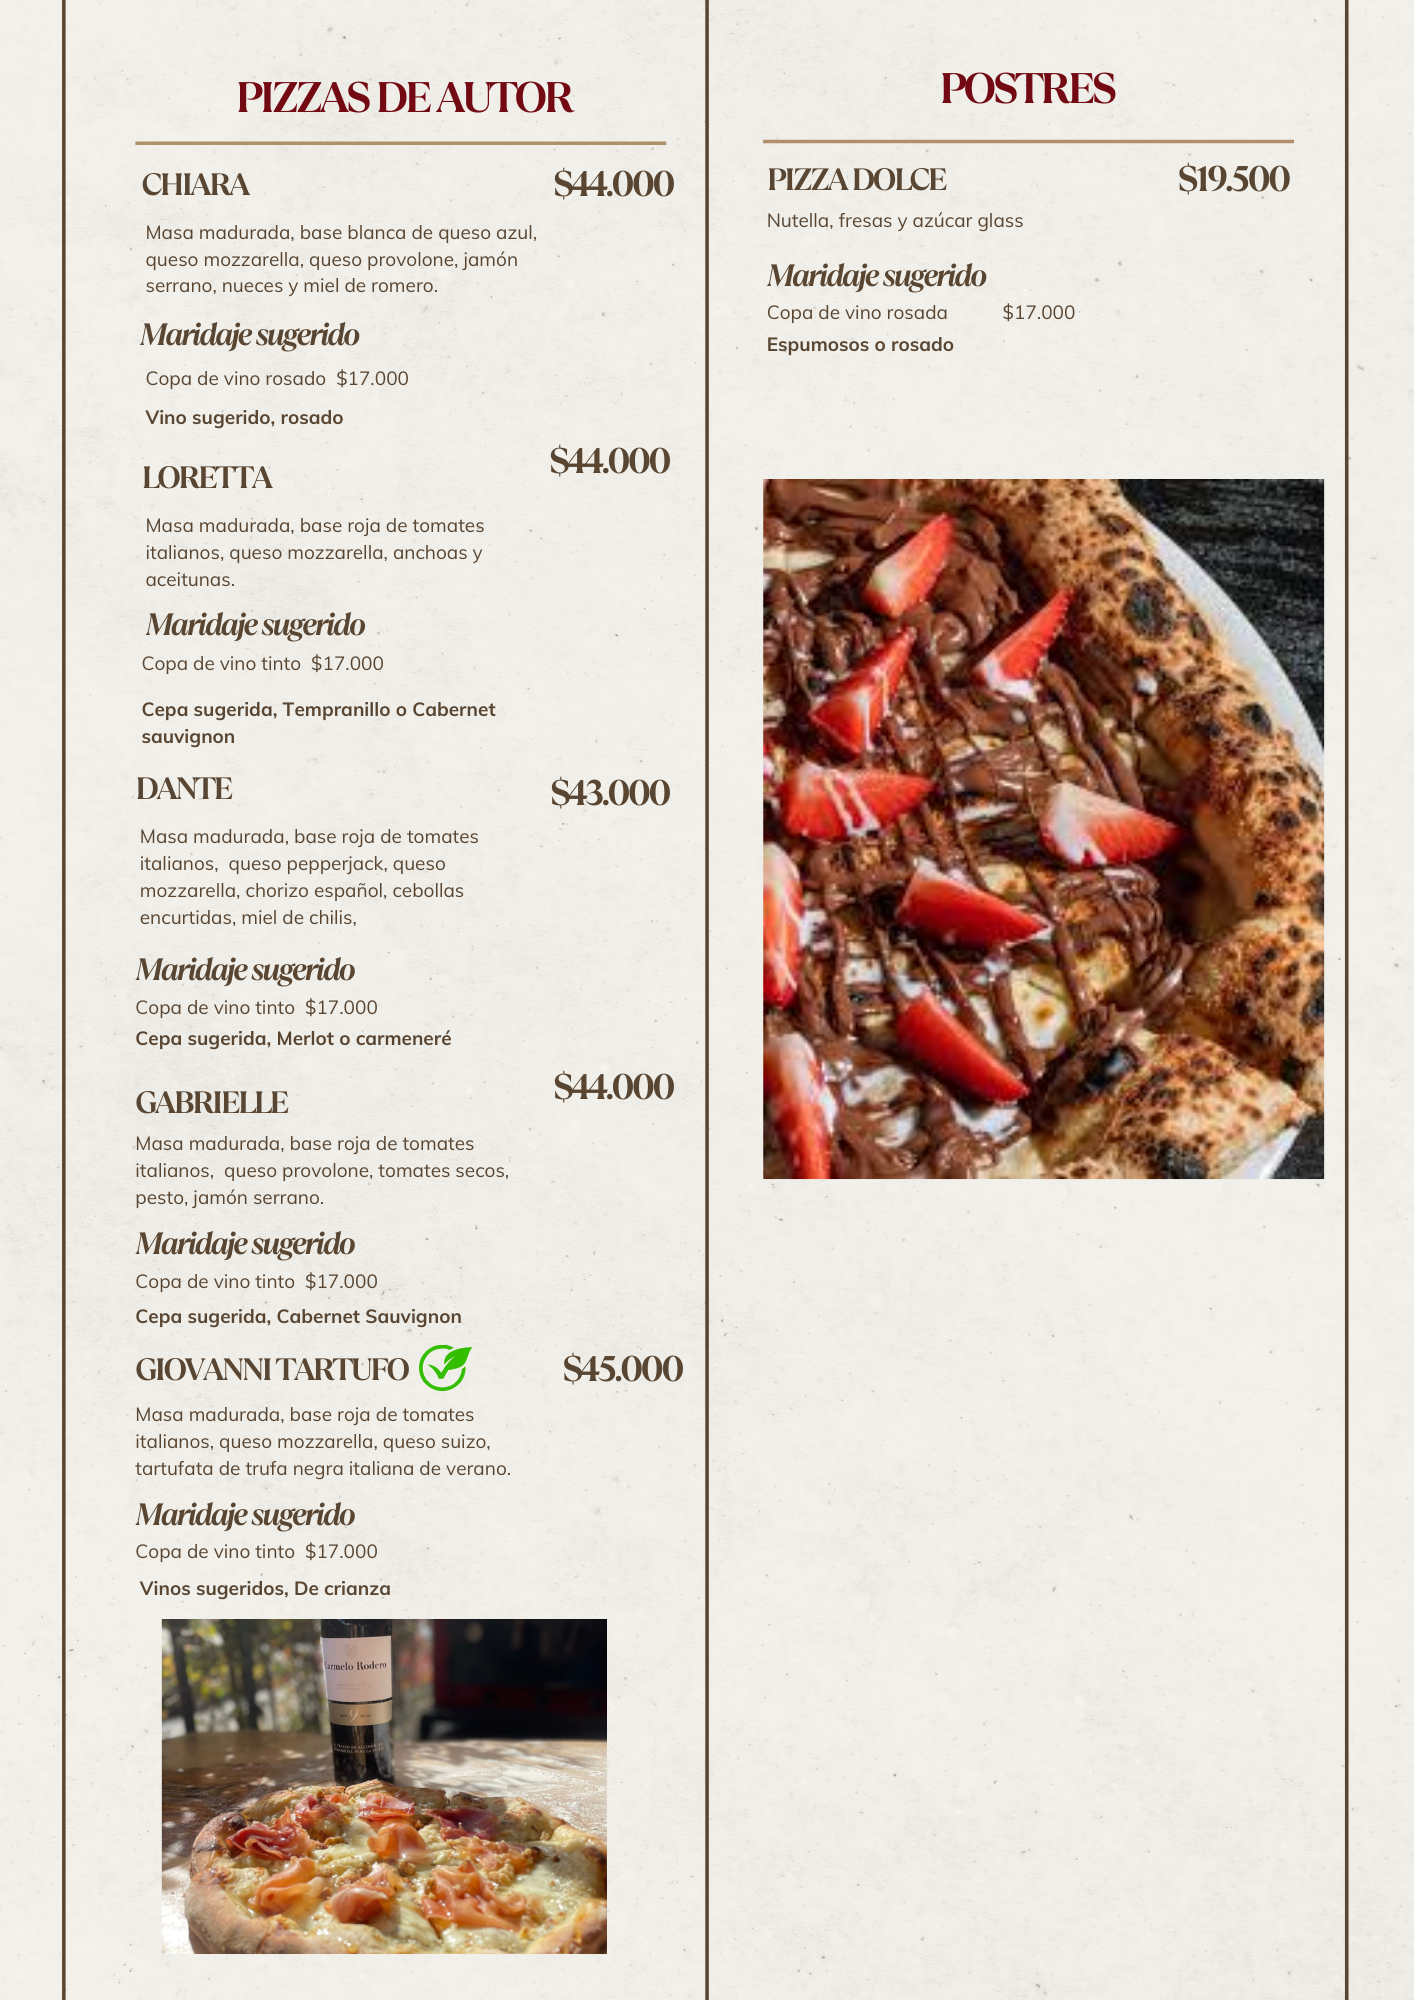 PIZZAS DE AUTOR
CHIARA $44.000
Masa madurada, base blanca de queso azul,
queso mozzarella, queso provolone, jamón
serrano, nueces y miel de romero.
Maridaje sugerido
Copa de vino rosado $17.000
Vino sugerido, rosado
LORETTA $44.000
Masa madurada, base roja de tomates
italianos, queso mozzarella, anchoas y
aceitunas.
Maridaje sugerido
Copa de vino tinto $17.000
Cepa sugerida, Tempranillo o Cabernet
sauvignon
DANTE $43.000
Masa madurada, base roja de tomates
italianos, queso pepperjack, queso
mozzarella, chorizo español, cebollas
encurtidas, miel de chilis,
Maridaje sugerido
Copa de vino tinto $17.000
Cepa sugerida, Merlot o carmeneré
GABRIELLE $44.000
Masa madurada, base roja de tomates
italianos, queso provolone, tomates secos,
pesto, jamón serrano.
Maridaje sugerido
Copa de vino tinto $17.000
Cepa sugerida, Cabernet Sauvignon
GIOVANNI TARTUFO $45.000
Masa madurada, base roja de tomates
italianos, queso mozzarella, queso suizo,
tartufata de trufa negra italiana de verano.
Maridaje sugerido
Copa de vino tinto $17.000
Vinos sugeridos, De crianza
Carmelo Rodero
9
POSTRES
PIZZA DOLCE $19.500
Nutella, fresas y azúcar glass
Maridaje sugerido
Copa de vino rosada $17.000
Espumosos o rosado